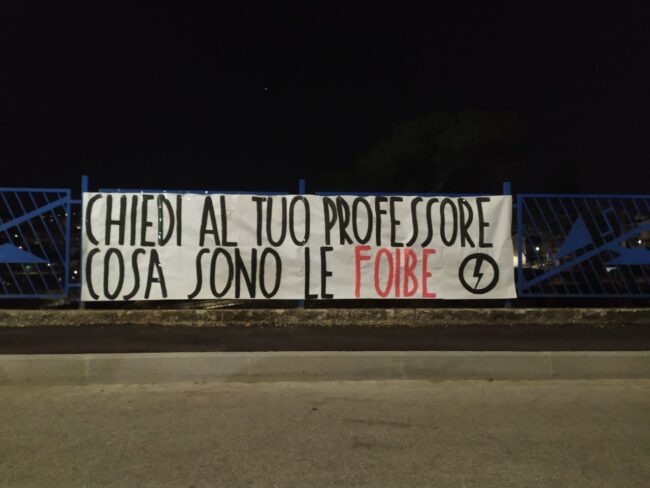 CHIEDI AL TUO PROFESSORE
COSA SONO LE FOIBE